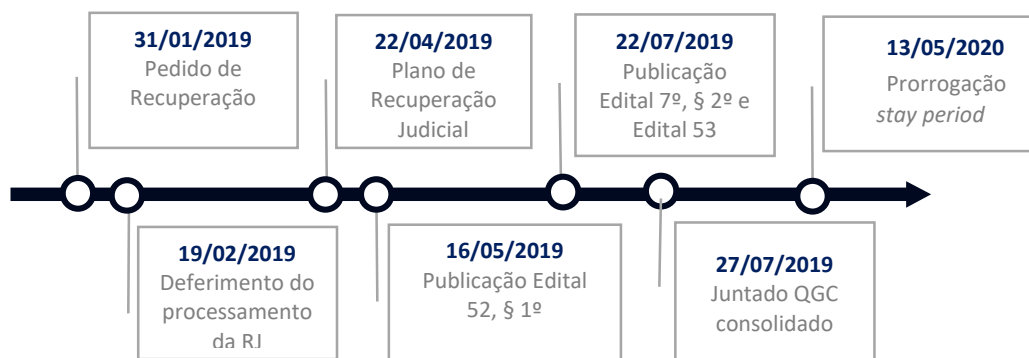 31/01/2019
Pedido de
Recuperação
22/04/2019
Plano de
Recuperação
Judicial
22/07/2019
Publicação
Edital 7º, § 2º e
Edital 53
13/05/2020
Prorrogação
stay period
19/02/2019
Deferimento do
processamento
da RJ
16/05/2019
Publicação Edital
52, § 1º
27/07/2019
Juntado QGC
consolidado